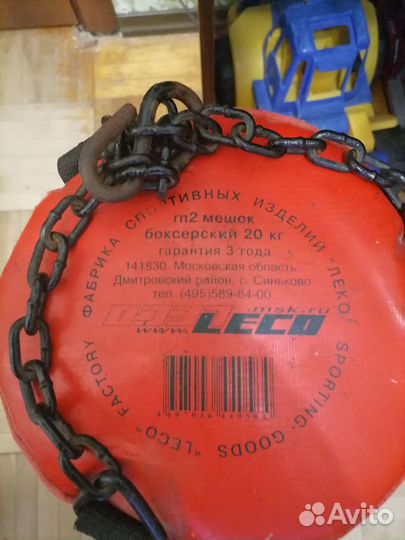 ФАБРИКА СПОРТИВНЫХ ИЗДЕЛИЙ "ЛЕКО"
гп2 мешок
боксерский 20 кг
гарантия 3 года
141830 Московская область.
Дмитровский район, с. Синьково
тел. (495)589-84-00
www.
.msk.ru
LECO
SPORTING GOODS "LECO" FACTORY
Avito